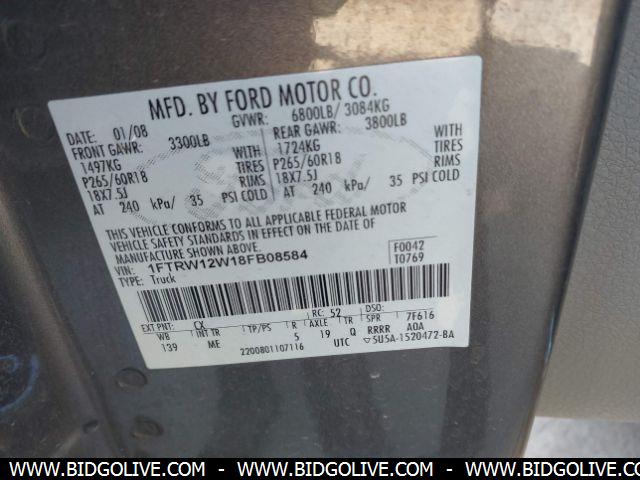 MFD. BY FORD MOTOR CO.
DATE: 01/08 GVWR: 6800LB/ 3084KG
FRONT GAWR: 3300LB REAR GAWR: 3800LB
1497KG WITH 1724KG WITH
P265/60R18 TIRES P265/60R18 TIRES
18X7.5J RIMS 18X7.5J RIMS
AT 240 kPa/ 35 PSI COLD AT 240 kPa/ 35 PSI COLD
THIS VEHICLE CONFORMS TO ALL APPLICABLE FEDERAL MOTOR
VEHICLE SAFETY STANDARDS IN EFFECT ON THE DATE OF
MANUFACTURE SHOWN ABOVE.
VIN: 1FTRW12W18FB08584 F0042
TYPE: Truck T0769
EXT PNT: CX RC: 52 DSO:
WB INT TR TP/PS R AXLE TR SPR 7F616
139 ME 5 19 Q RRRR AOA
2200801107116 UTC 5U5A-1520472-BA
WWW.BIDGOLIVE.COM - WWW.BIDGOLIVE.COM - WWW.BIDGOLIVE.COM